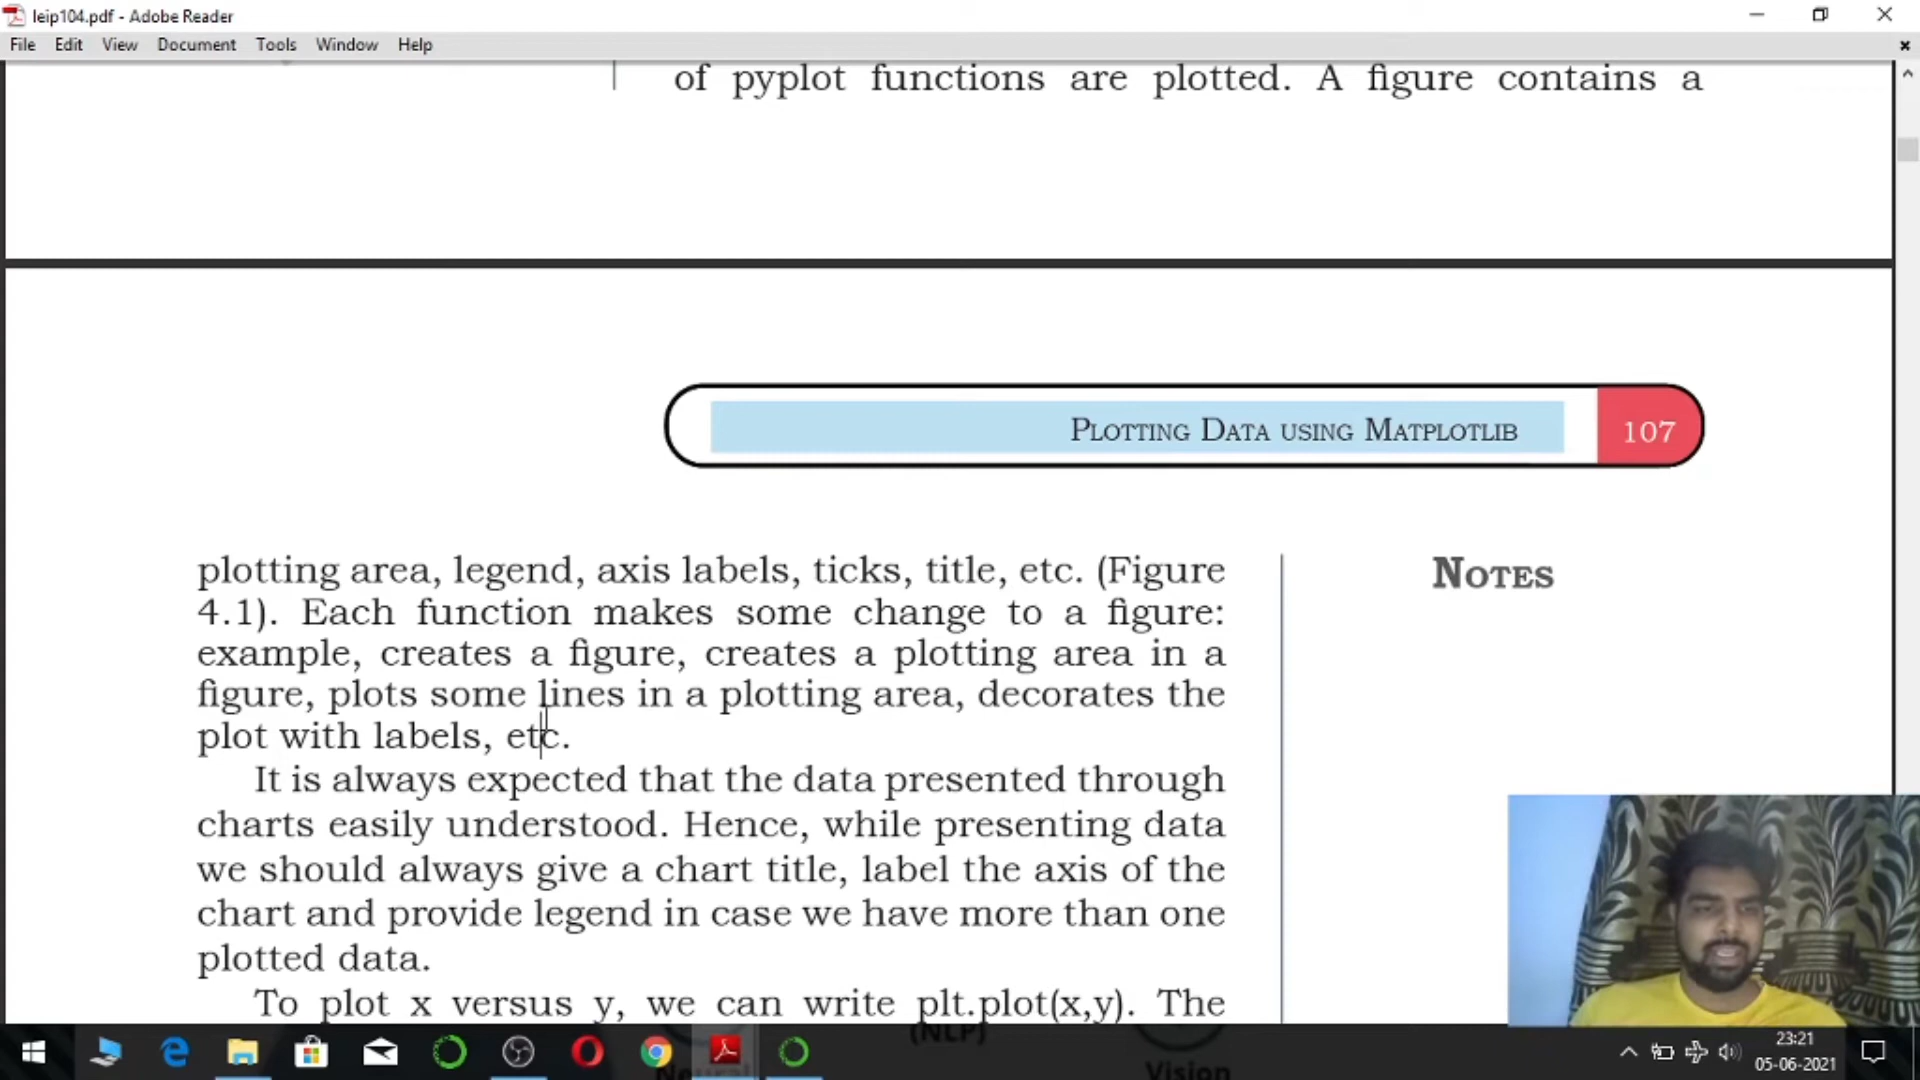 leip104.pdf - Adobe Reader
File Edit View Document Tools Window Help
of pyplot functions are plotted. A figure contains a
PLOTTING DATA USING MATPLOTLIB 107
plotting area, legend, axis labels, ticks, title, etc. (Figure
4.1). Each function makes some change to a figure:
example, creates a figure, creates a plotting area in a
figure, plots some lines in a plotting area, decorates the
plot with labels, etc.
It is always expected that the data presented through
charts easily understood. Hence, while presenting data
we should always give a chart title, label the axis of the
chart and provide legend in case we have more than one
plotted data.
To plot x versus y, we can write plt.plot(x,y). The
NOTES
(NLP)
Neural
Vision
23:21
05-06-2021